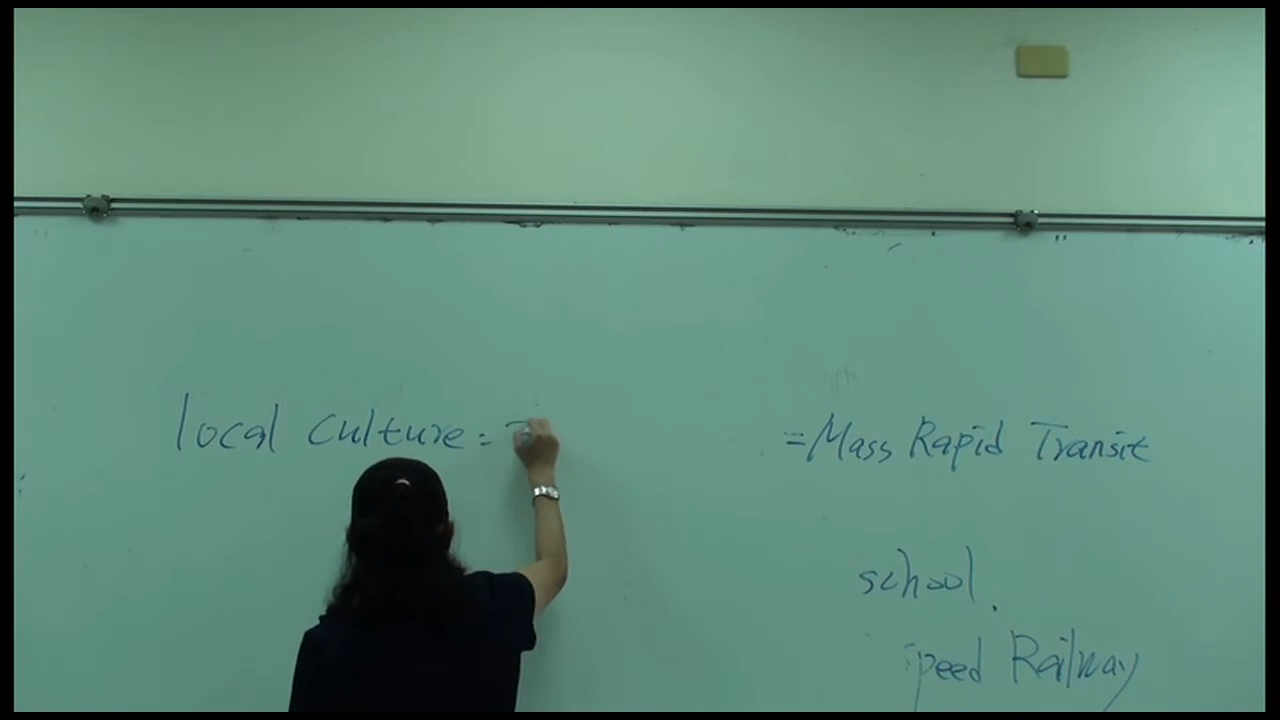 local culture =
=Mass Rapid Transit
school.
peed Railway